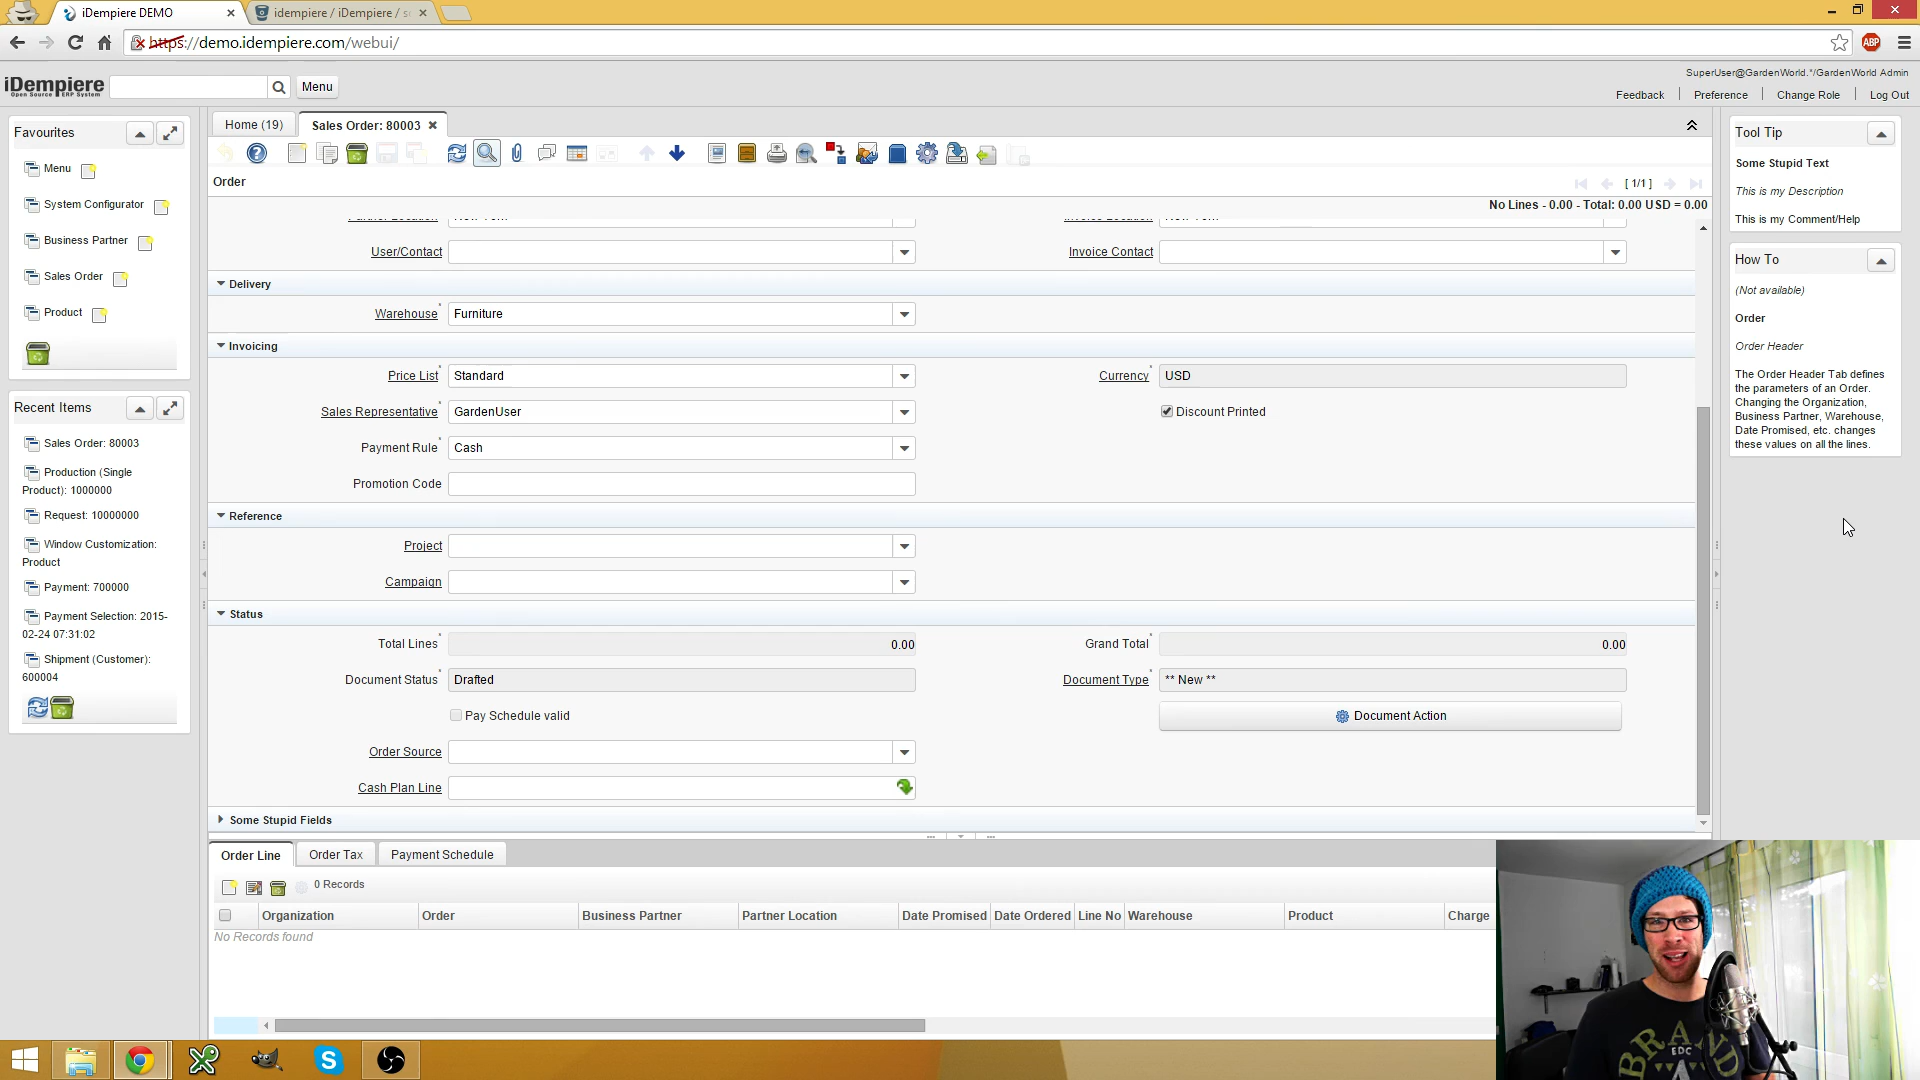 iDempiere DEMO
idempiere / iDempiere / s
https://demo.idempiere.com/webui/
ABP
iDempiere
Open Source ERP System
Menu
SuperUser@GardenWorld.*/GardenWorld Admin
Feedback
Preference
Change Role
Log Out
Favourites
Menu
System Configurator
Business Partner
Sales Order
Product
Recent Items
Sales Order: 80003
Production (Single
Product): 1000000
Request: 10000000
Window Customization:
Product
Payment: 700000
Payment Selection: 2015-
02-24 07:31:02
Shipment (Customer):
600004
Home (19)
Sales Order: 80003
Order
[ 1/1 ]
No Lines - 0.00 - Total: 0.00 USD = 0.00
Partner Location
Invoice Location
User/Contact
Invoice Contact
Delivery
Warehouse
Furniture
Invoicing
Price List
Standard
Currency
USD
Sales Representative
GardenUser
Discount Printed
Payment Rule
Cash
Promotion Code
Reference
Project
Campaign
Status
Total Lines
0.00
Grand Total
0.00
Document Status
Drafted
Document Type
** New **
Pay Schedule valid
Document Action
Order Source
Cash Plan Line
Some Stupid Fields
Order Line
Order Tax
Payment Schedule
0 Records
Organization
Order
Business Partner
Partner Location
Date Promised
Date Ordered
Line No
Warehouse
Product
Charge
No Records found
Tool Tip
Some Stupid Text
This is my Description
This is my Comment/Help
How To
(Not available)
Order
Order Header
The Order Header Tab defines
the parameters of an Order.
Changing the Organization,
Business Partner, Warehouse,
Date Promised, etc. changes
these values on all the lines.
EDC